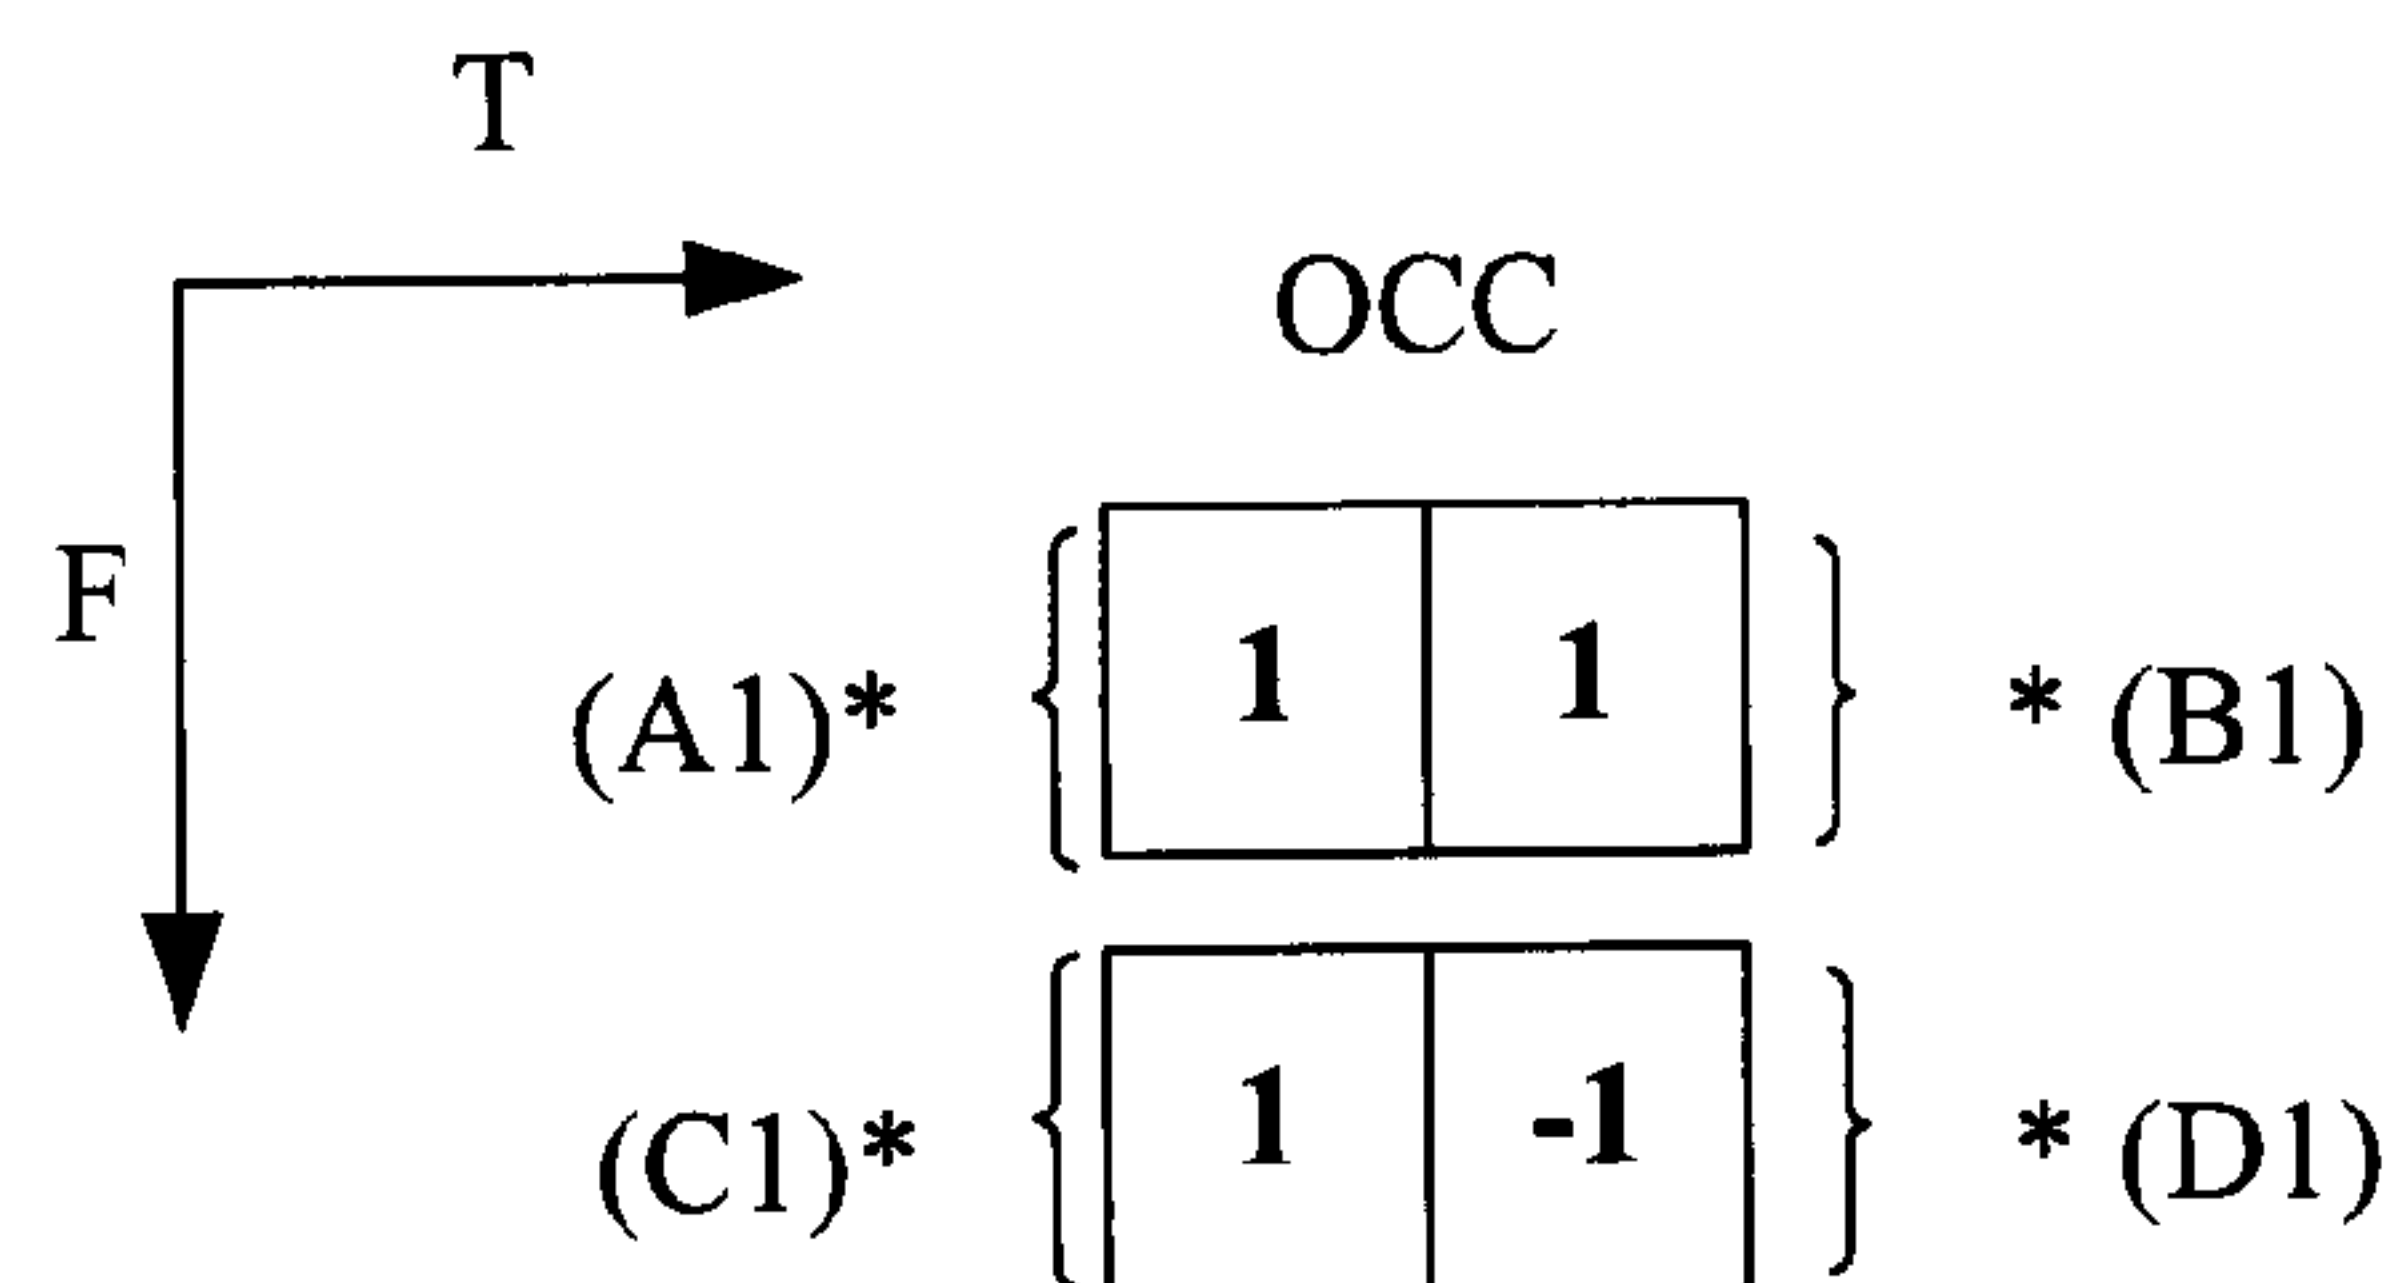 T
OCC
F
(A1)* { 1 1 } * (B1)
(C1)* { 1 -1 } * (D1)